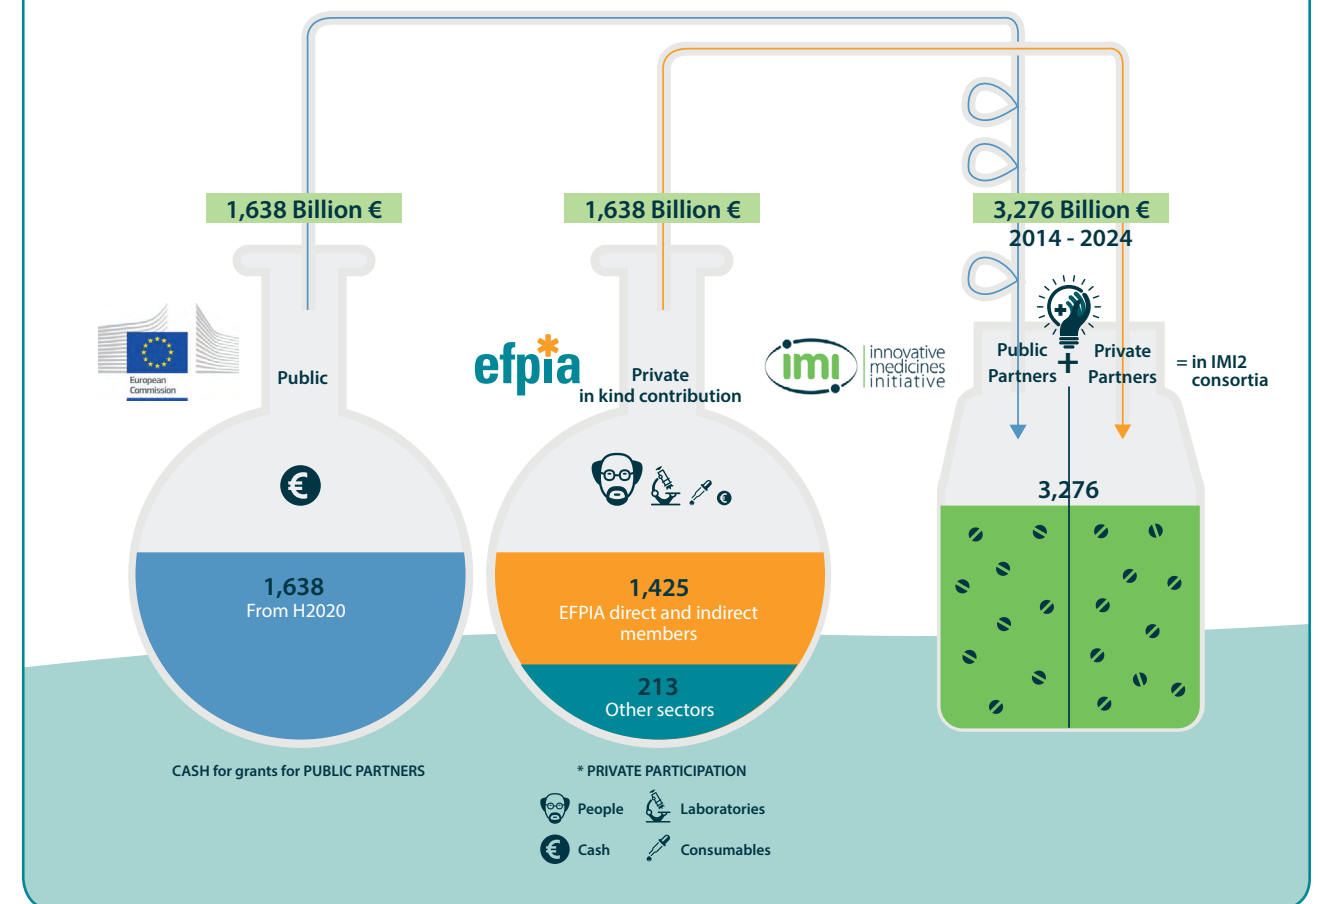 1,638 Billion €
1,638 Billion €
3,276 Billion €
2014 - 2024
European
Commission
Public
efpia
Private
in kind contribution
imi
innovative
medicines
initiative
Public
Partners
+
Private
Partners
= in IMI2
consortia
€
€
3,276
1,638
From H2020
1,425
EFPIA direct and indirect
members
213
Other sectors
CASH for grants for PUBLIC PARTNERS
* PRIVATE PARTICIPATION
People
Laboratories
€ Cash
Consumables